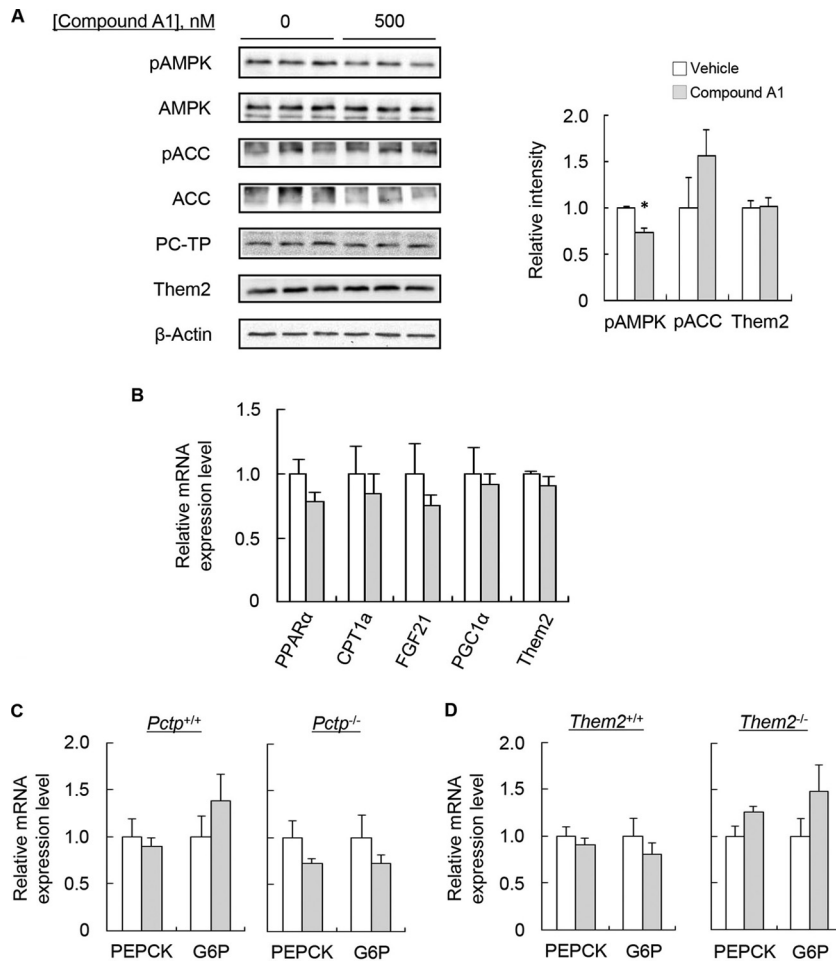 A
[Compound A1], nM 0 500
pAMPK
AMPK
pACC
ACC
PC-TP
Them2
β-Actin
Vehicle
Compound A1
Relative intensity
2.0
1.5
1.0
0.5
0
*
pAMPK pACC Them2
B
Relative mRNA
expression level
1.5
1.0
0.5
0
PPARα
CPT1a
FGF21
PGC1α
Them2
C
Pctp+/+ Pctp-/-
Relative mRNA
expression level
2.0
1.5
1.0
0.5
0
PEPCK G6P PEPCK G6P
D
Them2+/+ Them2-/-
Relative mRNA
expression level
2.0
1.5
1.0
0.5
0
PEPCK G6P PEPCK G6P